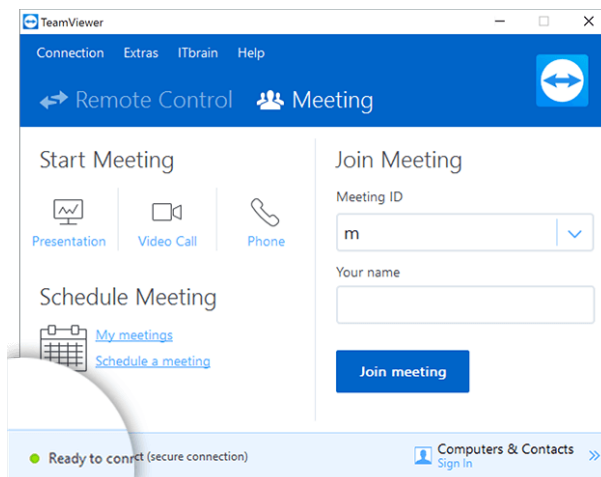 TeamViewer
Connection Extras ITbrain Help
Remote Control Meeting
Start Meeting
Presentation Video Call Phone
Schedule Meeting
My meetings
Schedule a meeting
Join Meeting
Meeting ID
m
Your name
Join meeting
Ready to conrct (secure connection)
Computers & Contacts
Sign In